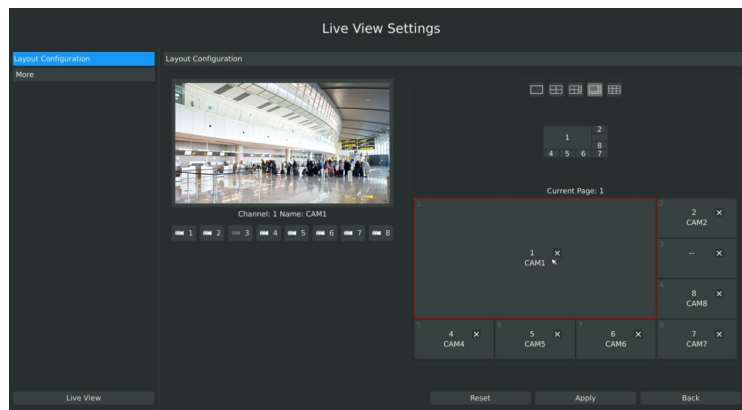 Live View Settings
Layout Configuration
More
Layout Configuration
Channel: 1 Name: CAM1
1 2 3 4 5 6 7 8
1
2
8
4 5 6 7
Current Page: 1
1
1
CAM1
2
2
CAM2
3
--
4
8
CAM8
5
4
CAM4
6
5
CAM5
7
6
CAM6
8
7
CAM7
Live View
Reset
Apply
Back